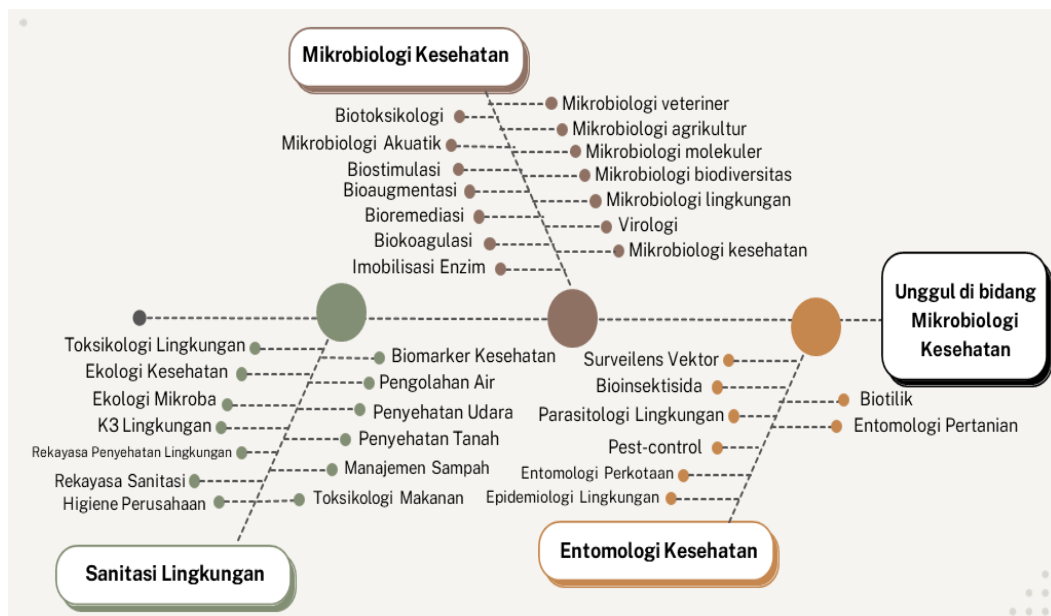 Mikrobiologi Kesehatan
Biotoksikologi
Mikrobiologi Akuatik
Biostimulasi
Bioaugmentasi
Bioremediasi
Biokoagulasi
Imobilisasi Enzim
Mikrobiologi veteriner
Mikrobiologi agrikultur
Mikrobiologi molekuler
Mikrobiologi biodiversitas
Mikrobiologi lingkungan
Virologi
Mikrobiologi kesehatan
Unggul di bidang
Mikrobiologi
Kesehatan
Toksikologi Lingkungan
Ekologi Kesehatan
Ekologi Mikroba
K3 Lingkungan
Rekayasa Penyehatan Lingkungan
Rekayasa Sanitasi
Higiene Perusahaan
Biomarker Kesehatan
Pengolahan Air
Penyehatan Udara
Penyehatan Tanah
Manajemen Sampah
Toksikologi Makanan
Sanitasi Lingkungan
Surveilens Vektor
Bioinsektisida
Parasitologi Lingkungan
Pest-control
Entomologi Perkotaan
Epidemiologi Lingkungan
Biotilik
Entomologi Pertanian
Entomologi Kesehatan